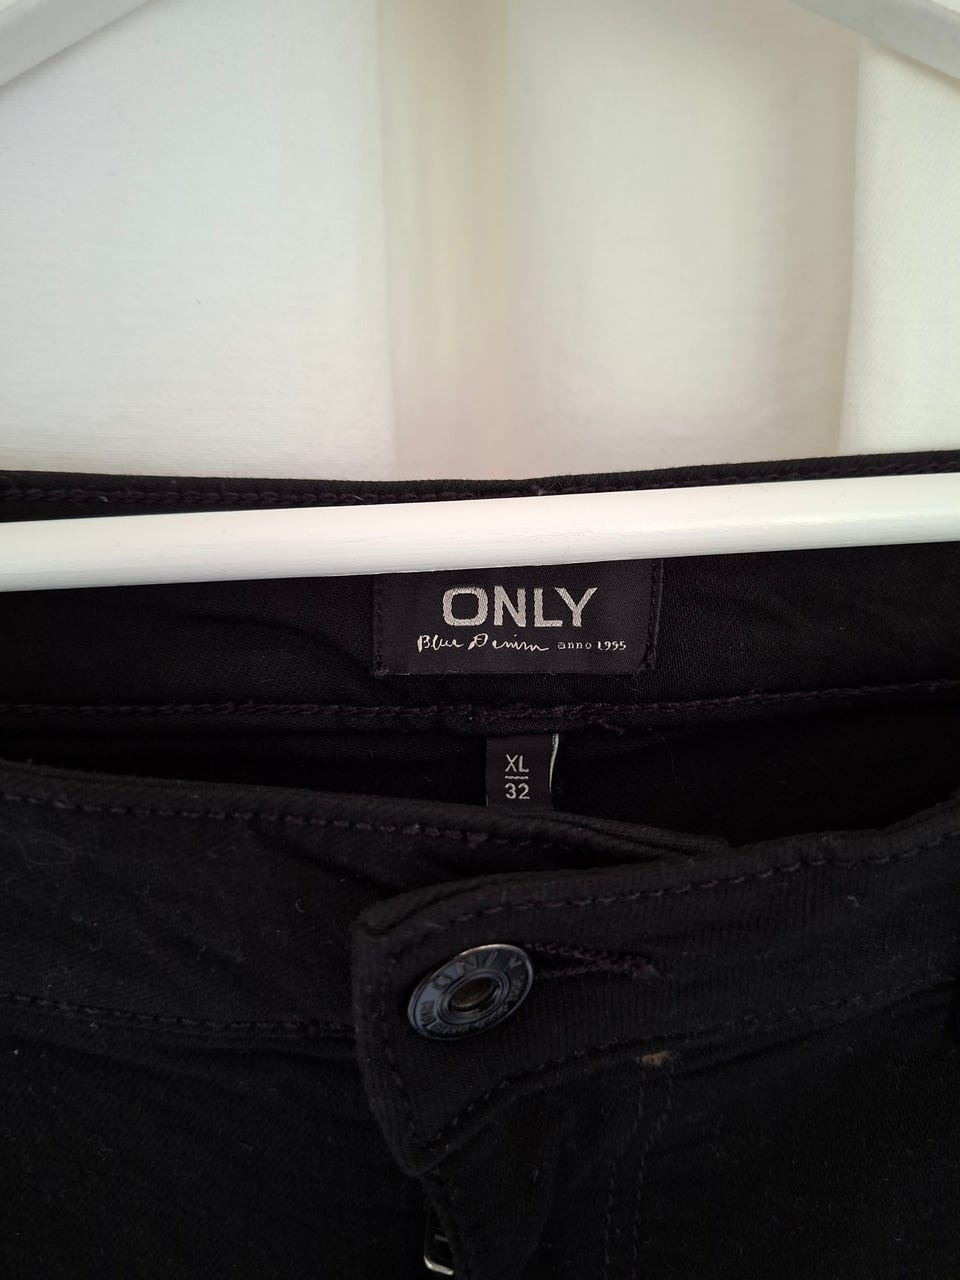 ONLY
Blue Denim anno 1995
XL
32
ONLY